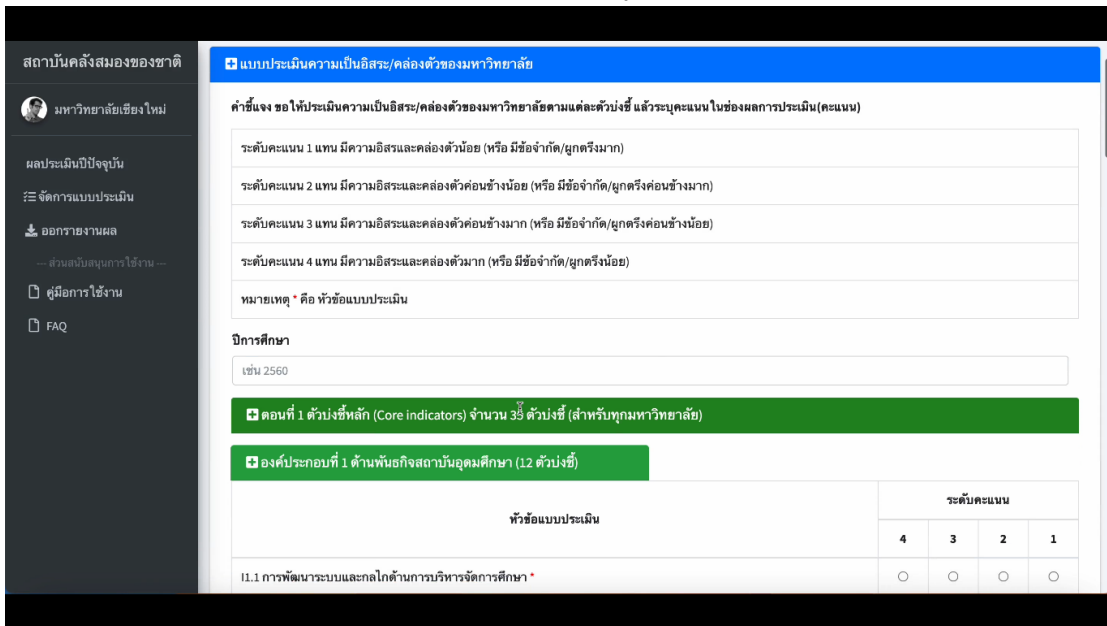 สถาบันคลังสมองของชาติ
มหาวิทยาลัยเชียงใหม่
ผลประเมินปีปัจจุบัน
จัดการแบบประเมิน
ออกรายงานผล
--- ส่วนสนับสนุนการใช้งาน ---
คู่มือการใช้งาน
FAQ
แบบประเมินความเป็นอิสระ/คล่องตัวของมหาวิทยาลัย
คำชี้แจง ขอให้ประเมินความเป็นอิสระ/คล่องตัวของมหาวิทยาลัยตามแต่ละตัวบ่งชี้ แล้วระบุคะแนนในช่องผลการประเมิน(คะแนน)
ระดับคะแนน 1 แทน มีความอิสรและคล่องตัวน้อย (หรือ มีข้อจำกัด/ผูกตรึงมาก)
ระดับคะแนน 2 แทน มีความอิสระและคล่องตัวค่อนข้างน้อย (หรือ มีข้อจำกัด/ผูกตรึงค่อนข้างมาก)
ระดับคะแนน 3 แทน มีความอิสระและคล่องตัวค่อนข้างมาก (หรือ มีข้อจำกัด/ผูกตรึงค่อนข้างน้อย)
ระดับคะแนน 4 แทน มีความอิสระและคล่องตัวมาก (หรือ มีข้อจำกัด/ผูกตรึงน้อย)
หมายเหตุ * คือ หัวข้อแบบประเมิน
ปีการศึกษา
เช่น 2560
ตอนที่ 1 ตัวบ่งชี้หลัก (Core indicators) จำนวน ตัวบ่งชี้ (สำหรับทุกมหาวิทยาลัย)
องค์ประกอบที่ 1 ด้านพันธกิจสถาบันอุดมศึกษา (12 ตัวบ่งชี้)
หัวข้อแบบประเมิน
ระดับคะแนน
4 3 2 1
I1.1 การพัฒนาระบบและกลไกด้านการบริหารจัดการศึกษา *